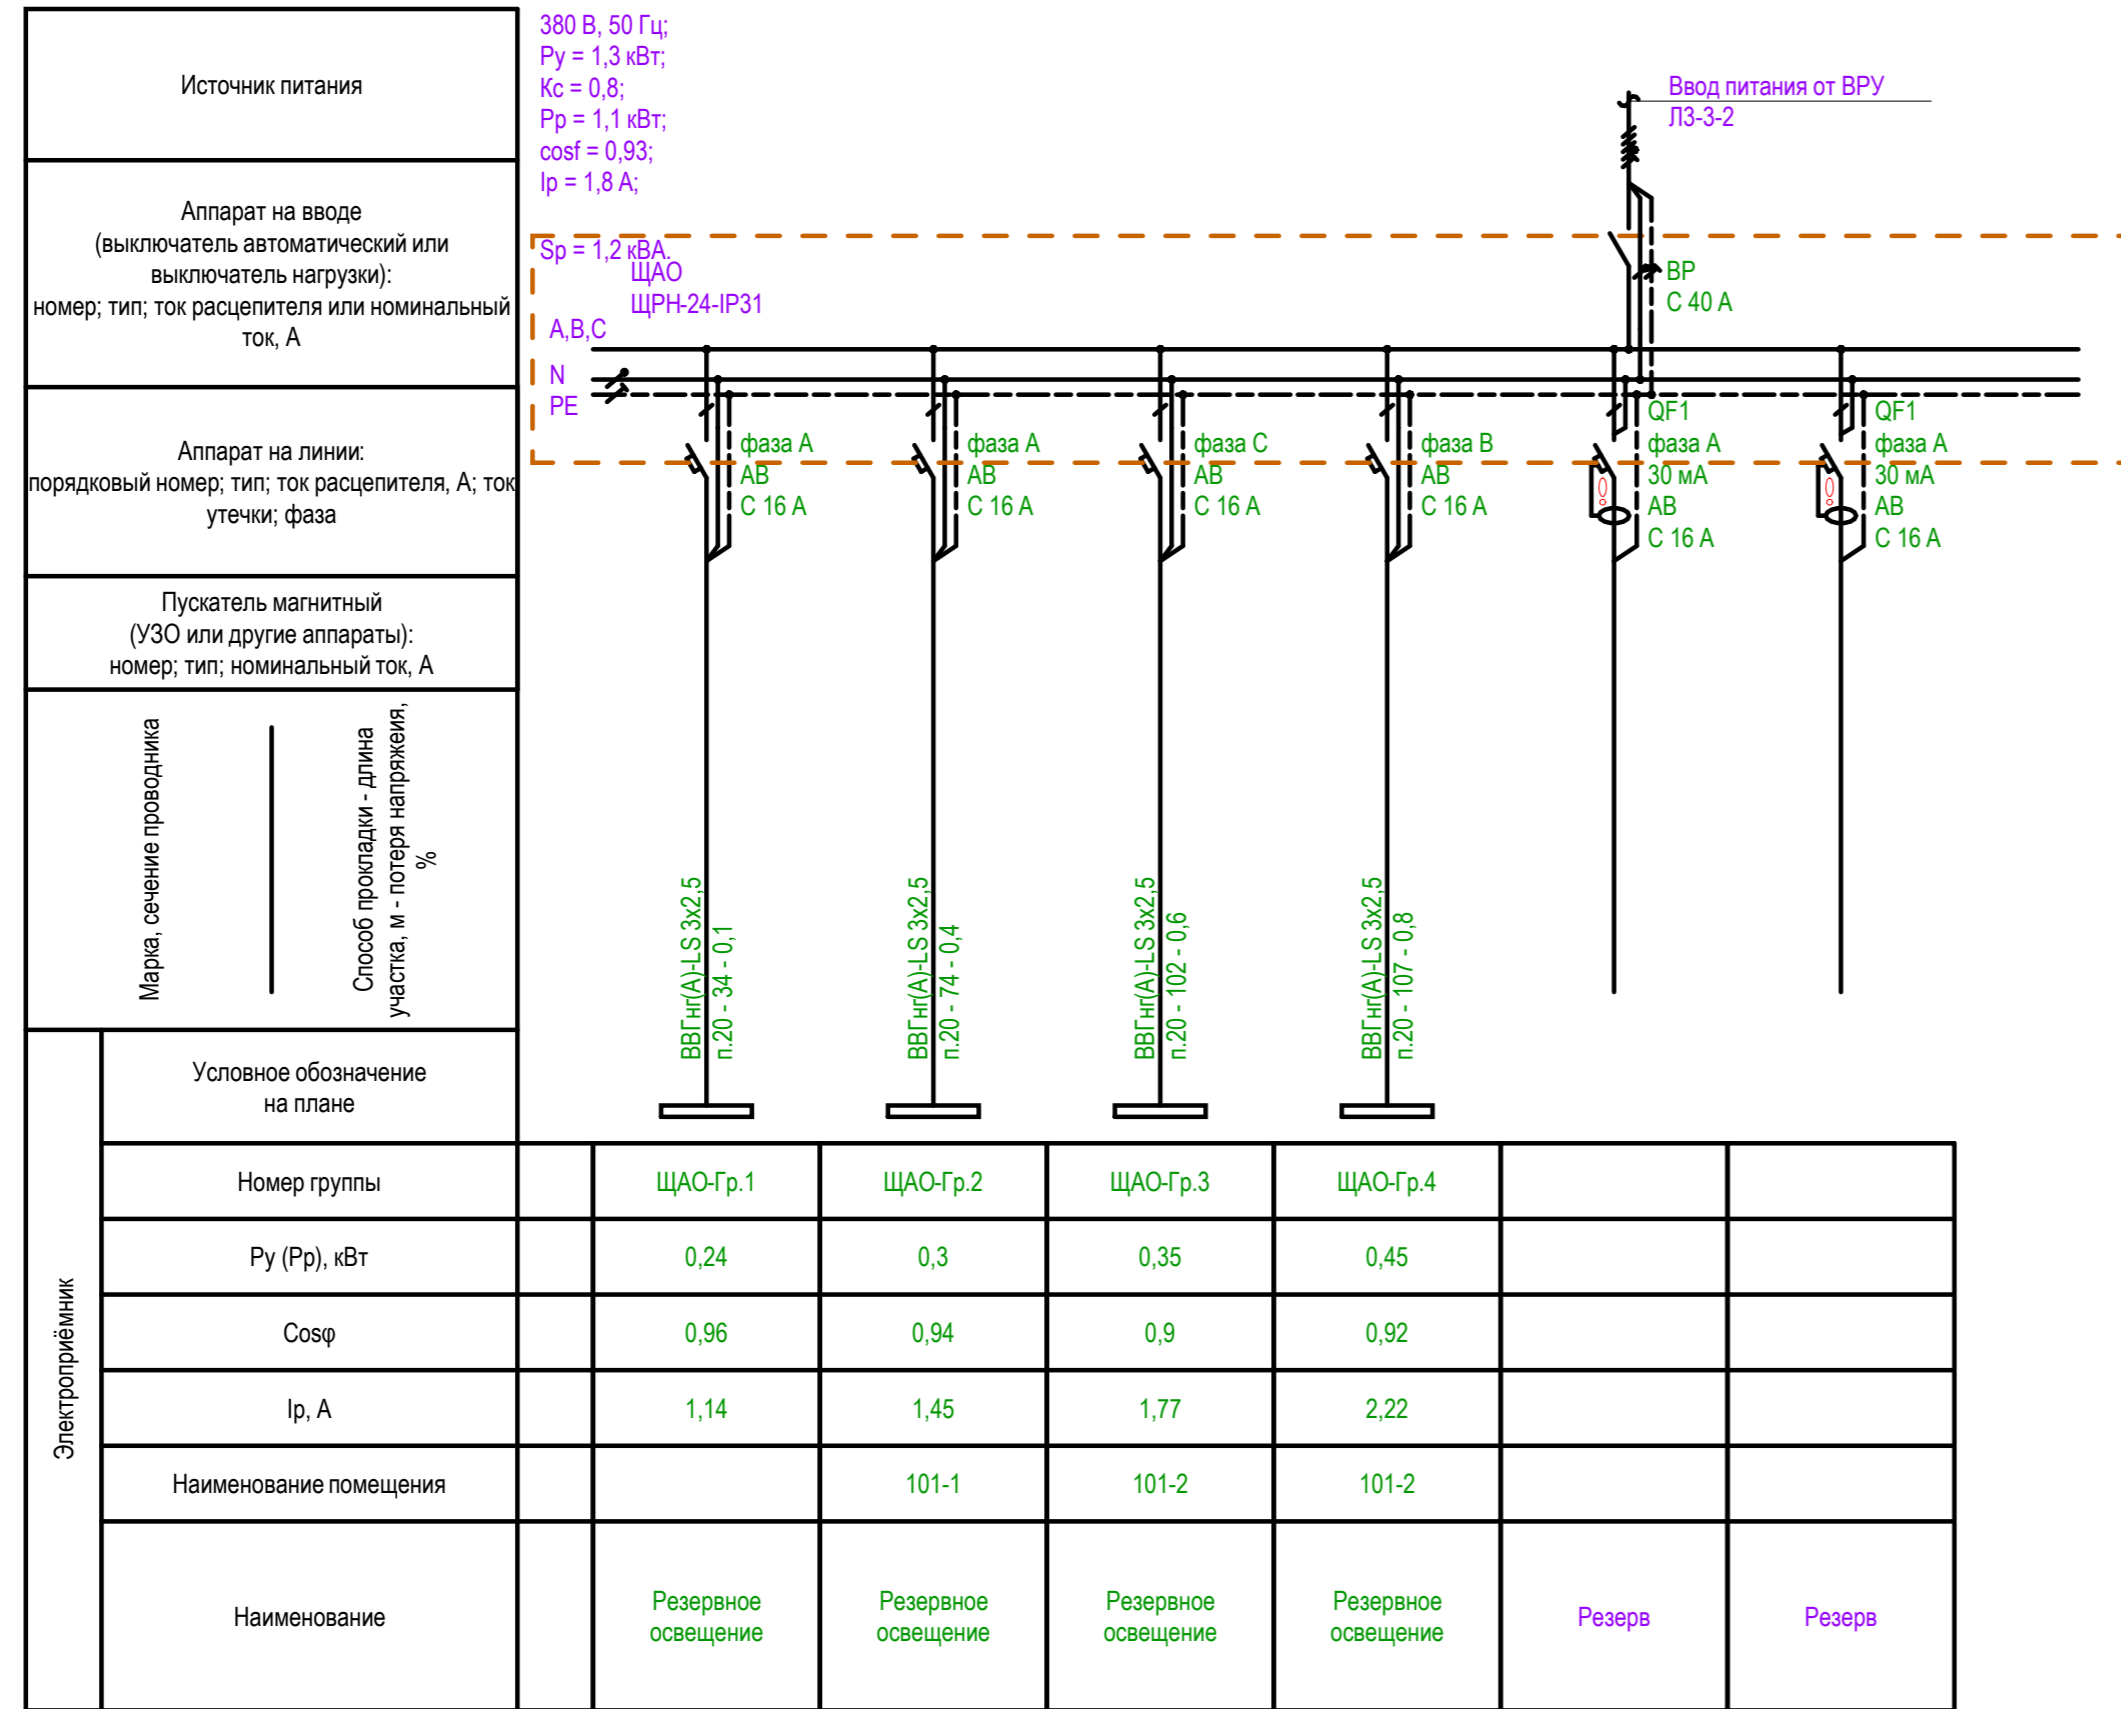 Источник питания
380 В, 50 Гц;
Ру = 1,3 кВт;
Кс = 0,8;
Рр = 1,1 кВт;
cosf = 0,93;
Iр = 1,8 А;
Sр = 1,2 кВА.
Ввод питания от ВРУ
Л3-3-2
Аппарат на вводе
(выключатель автоматический или
выключатель нагрузки):
номер; тип; ток расцепителя или номинальный
ток, А
ЩАО
ЩРН-24-IP31
A,B,C
N
PE
ВР
C 40 А
Аппарат на линии:
порядковый номер; тип; ток расцепителя, А; ток
утечки; фаза
фаза А
АВ
C 16 А
фаза А
АВ
C 16 А
фаза С
АВ
C 16 А
фаза В
АВ
C 16 А
QF1
фаза А
30 мА
АВ
C 16 А
QF1
фаза А
30 мА
АВ
C 16 А
Пускатель магнитный
(УЗО или другие аппараты):
номер; тип; номинальный ток, А
Марка, сечение проводника
Способ прокладки - длина
участка, м - потеря напряжеия,
%
ВВГнг(А)-LS 3x2,5
п.20 - 34 - 0,1
ВВГнг(А)-LS 3x2,5
п.20 - 74 - 0,4
ВВГнг(А)-LS 3x2,5
п.20 - 102 - 0,6
ВВГнг(А)-LS 3x2,5
п.20 - 107 - 0,8
Электроприёмник
Условное обозначение
на плане
Номер группы
ЩАО-Гр.1
ЩАО-Гр.2
ЩАО-Гр.3
ЩАО-Гр.4
Ру (Рр), кВт
0,24
0,3
0,35
0,45
Cosφ
0,96
0,94
0,9
0,92
Iр, А
1,14
1,45
1,77
2,22
Наименование помещения
101-1
101-2
101-2
Наименование
Резервное
освещение
Резервное
освещение
Резервное
освещение
Резервное
освещение
Резерв
Резерв